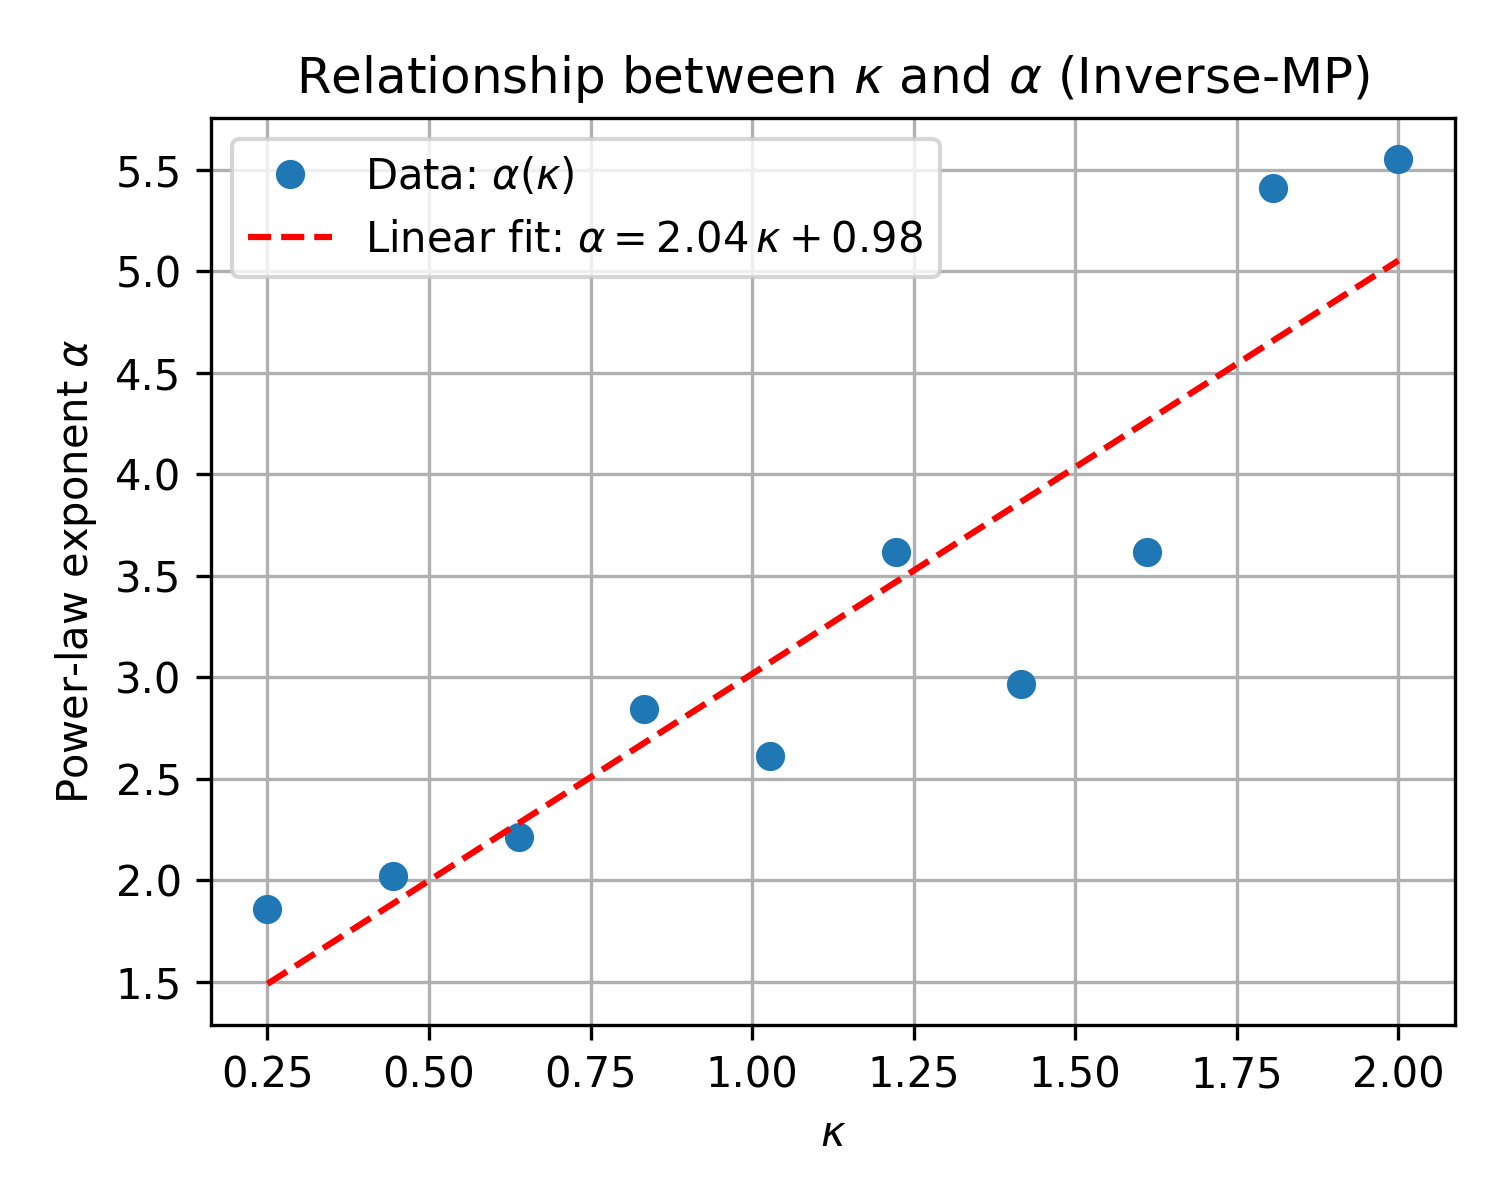 Relationship between κ and α (Inverse-MP)
Data: α(κ)
Linear fit: α = 2.04 κ + 0.98
Power-law exponent α
5.5
5.0
4.5
4.0
3.5
3.0
2.5
2.0
1.5
0.25 0.50 0.75 1.00 1.25 1.50 1.75 2.00
κ